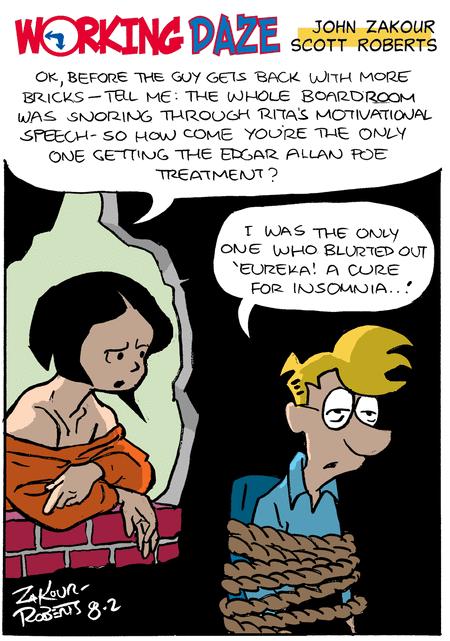 WORKING DAZE
JOHN ZAKOUR
SCOTT ROBERTS
OK, BEFORE THE GUY GETS BACK WITH MORE
BRICKS—TELL ME: THE WHOLE BOARDROOM
WAS SNORING THROUGH RITA'S MOTIVATIONAL
SPEECH-SO HOW COME YOU'RE THE ONLY
ONE GETTING THE EDGAR ALLAN POE
TREATMENT?
I WAS THE ONLY
ONE WHO BLURTED OUT
'EUREKA! A CURE
FOR INSOMNIA...!'
ZAKOUR-
ROBERTS 8.2